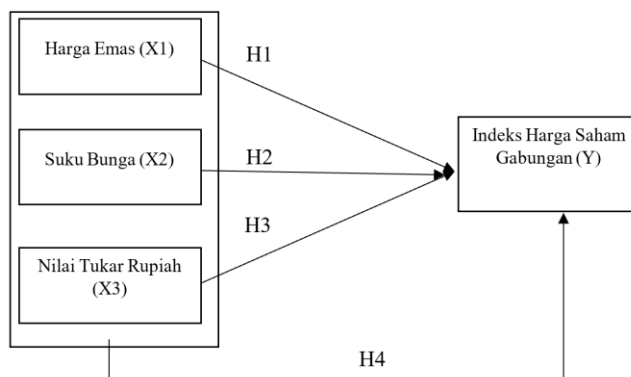 Harga Emas (X1)
H1
Suku Bunga (X2)
H2
Indeks Harga Saham
Gabungan (Y)
H3
Nilai Tukar Rupiah
(X3)
H4